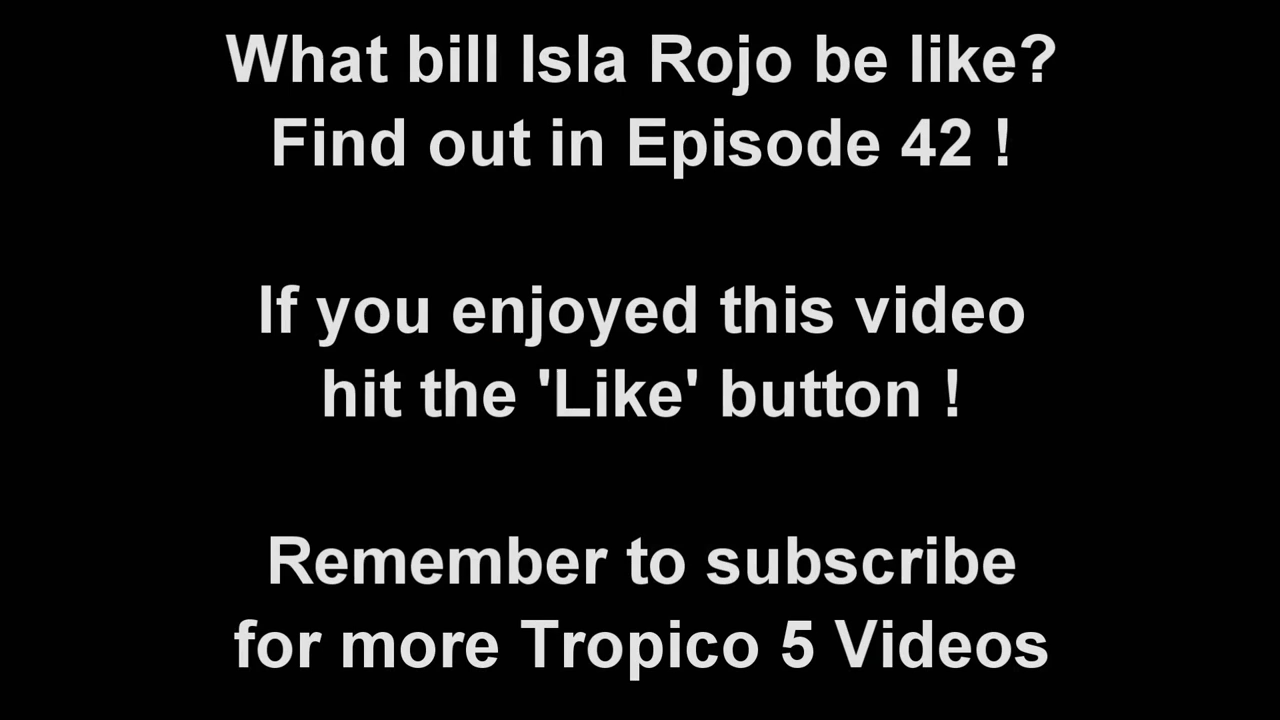 What bill Isla Rojo be like?
Find out in Episode 42 !
If you enjoyed this video
hit the 'Like' button !
Remember to subscribe
for more Tropico 5 Videos